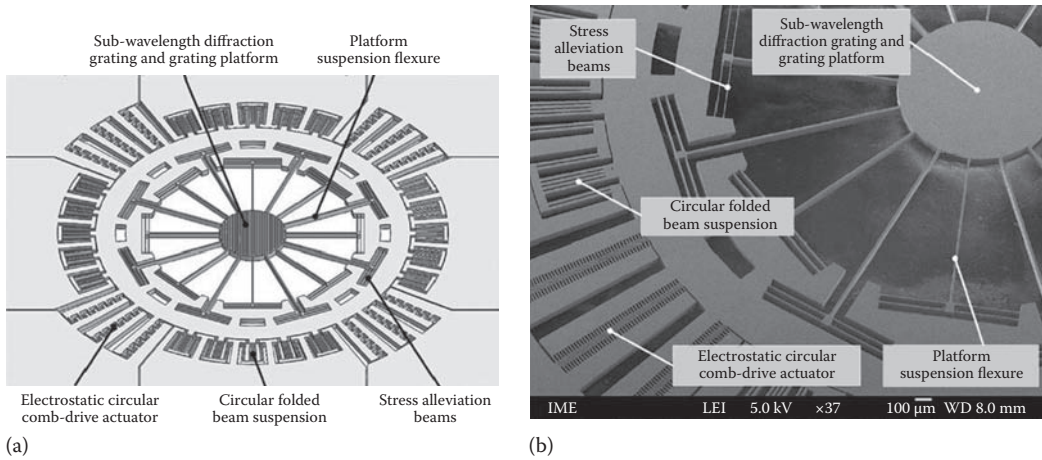 Sub-wavelength diffraction
grating and grating platform
Platform
suspension flexure
Electrostatic circular
comb-drive actuator
Circular folded
beam suspension
Stress alleviation
beams
(a)
Stress
alleviation
beams
Sub-wavelength
diffraction grating and
grating platform
Circular folded
beam suspension
Electrostatic circular
comb-drive actuator
Platform
suspension flexure
IME LEI 5.0 kV ×37 100 µm WD 8.0 mm
(b)